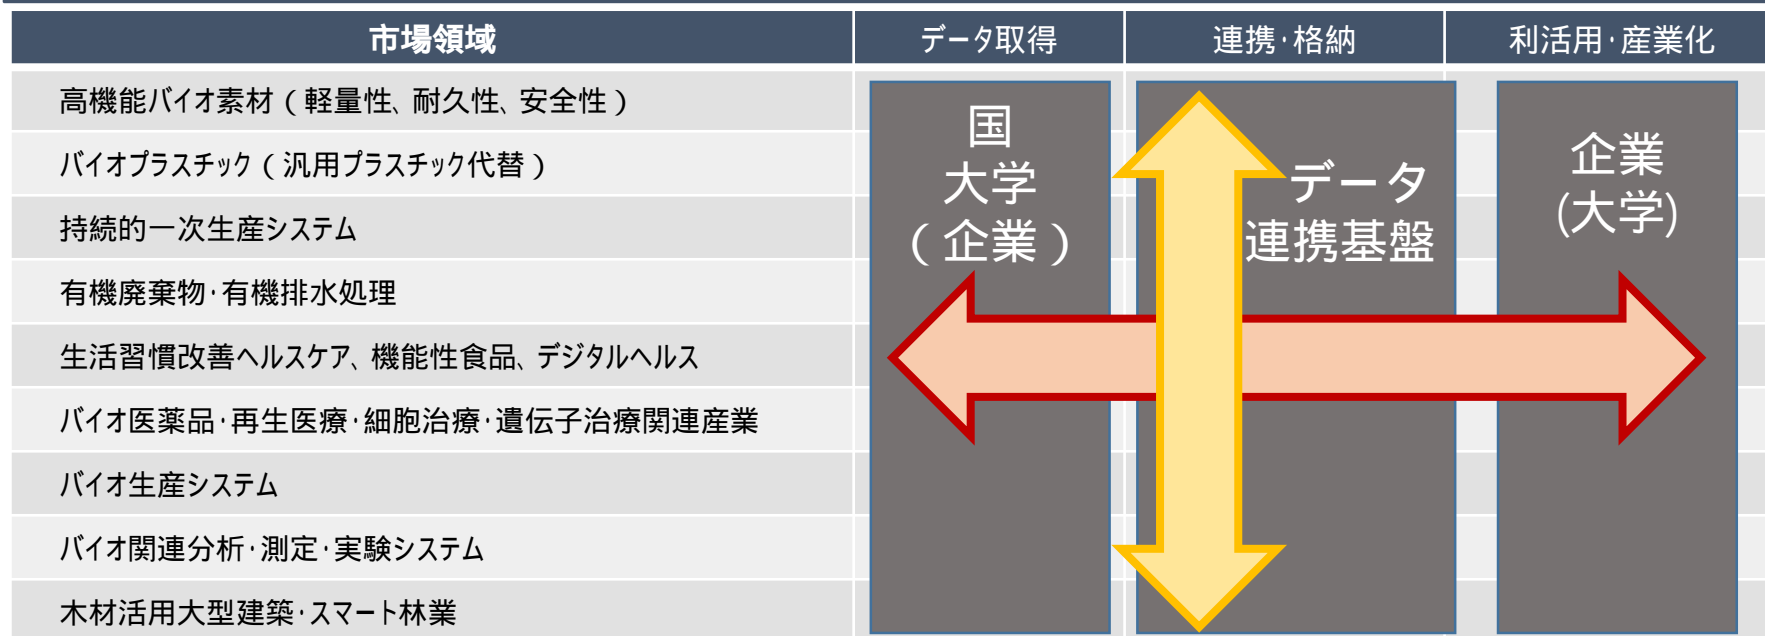 市場領域 データ取得 連携･格納 利活用･産業化
高機能バイオ素材（軽量性、耐久性、安全性）
バイオプラスチック（汎用プラスチック代替）
持続的一次生産システム
有機廃棄物･有機排水処理
生活習慣改善ヘルスケア、機能性食品、デジタルヘルス
バイオ医薬品･再生医療･細胞治療･遺伝子治療関連産業
バイオ生産システム
バイオ関連分析･測定･実験システム
木材活用大型建築･スマート林業
国
大学
（企業）
データ
連携基盤
企業
(大学)